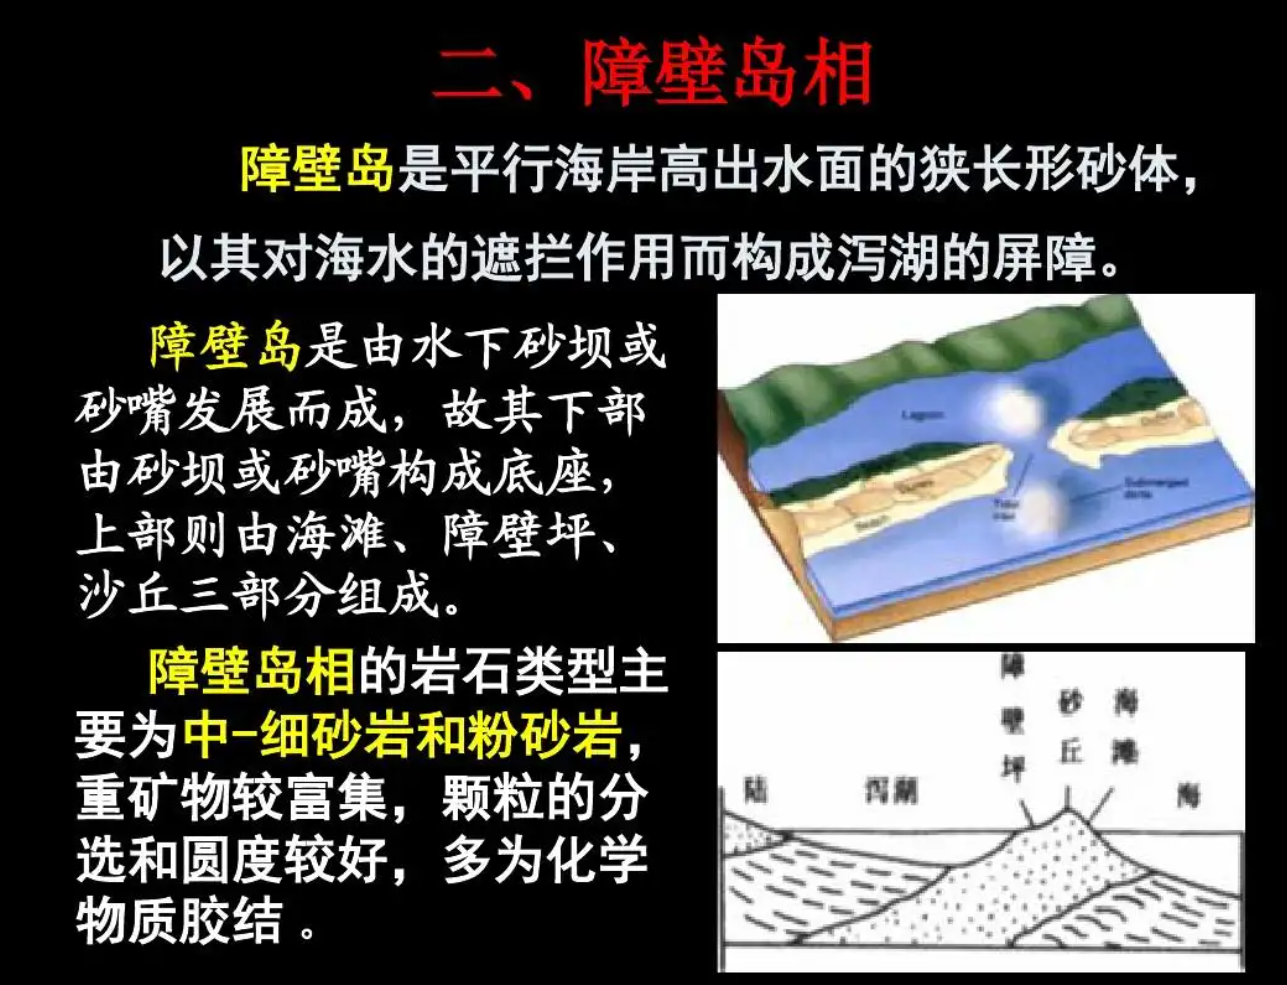 二、障壁岛相
障壁岛是平行海岸高出水面的狭长形砂体，
以其对海水的遮拦作用而构成泻湖的屏障。
障壁岛是由水下砂坝或
砂嘴发展而成，故其下部
由砂坝或砂嘴构成底座，
上部则由海滩、障壁坪、
沙丘三部分组成。
障壁岛相的岩石类型主
要为中-细砂岩和粉砂岩，
重矿物较富集，颗粒的分
选和圆度较好，多为化学
物质胶结。
Lagoon
Dunes
Beach
Tidal
inlet
Submerged
delta
障壁坪
砂丘
海滩
陆
泻湖
海